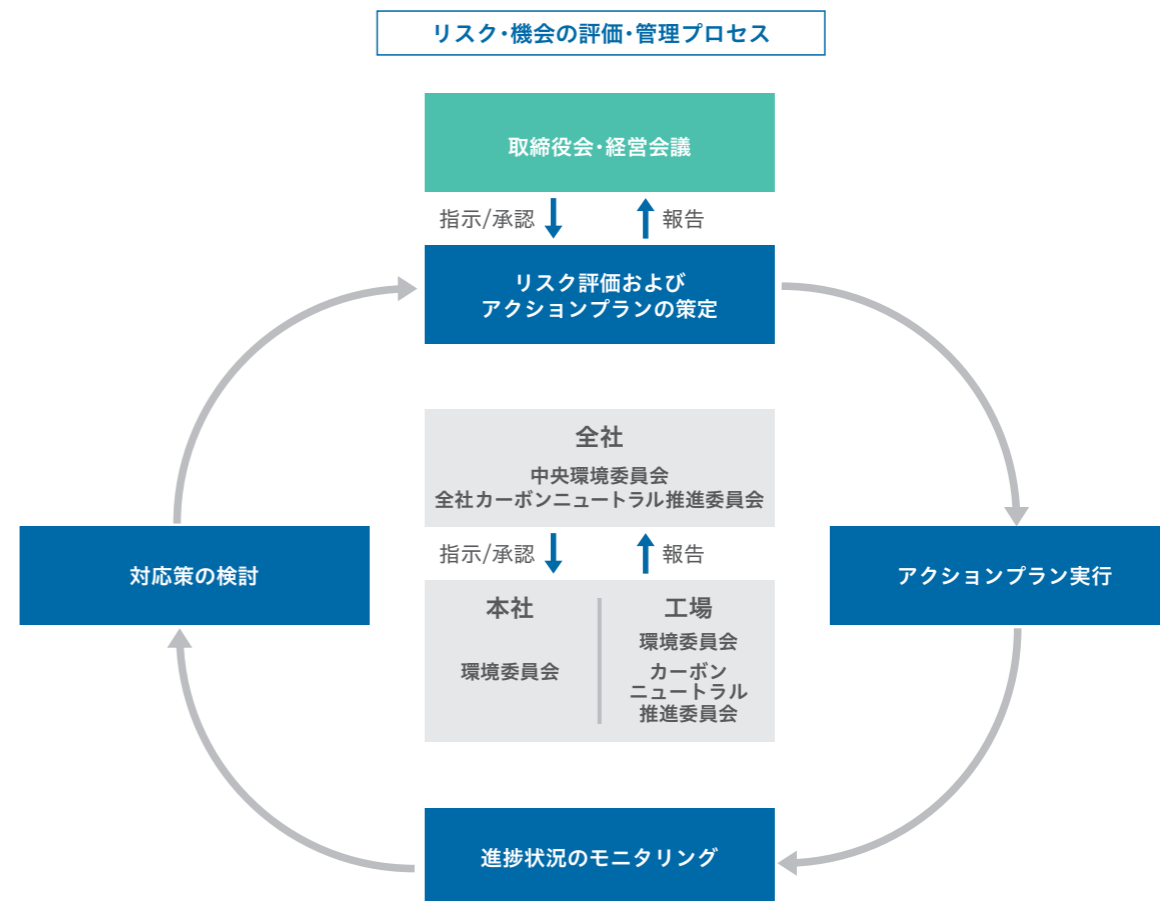 リスク・機会の評価・管理プロセス
取締役会・経営会議
指示/承認
報告
リスク評価および
アクションプランの策定
全社
中央環境委員会
全社カーボンニュートラル推進委員会
対応策の検討
アクションプラン実行
指示/承認
報告
本社
環境委員会
工場
環境委員会
カーボン
ニュートラル
推進委員会
進捗状況のモニタリング